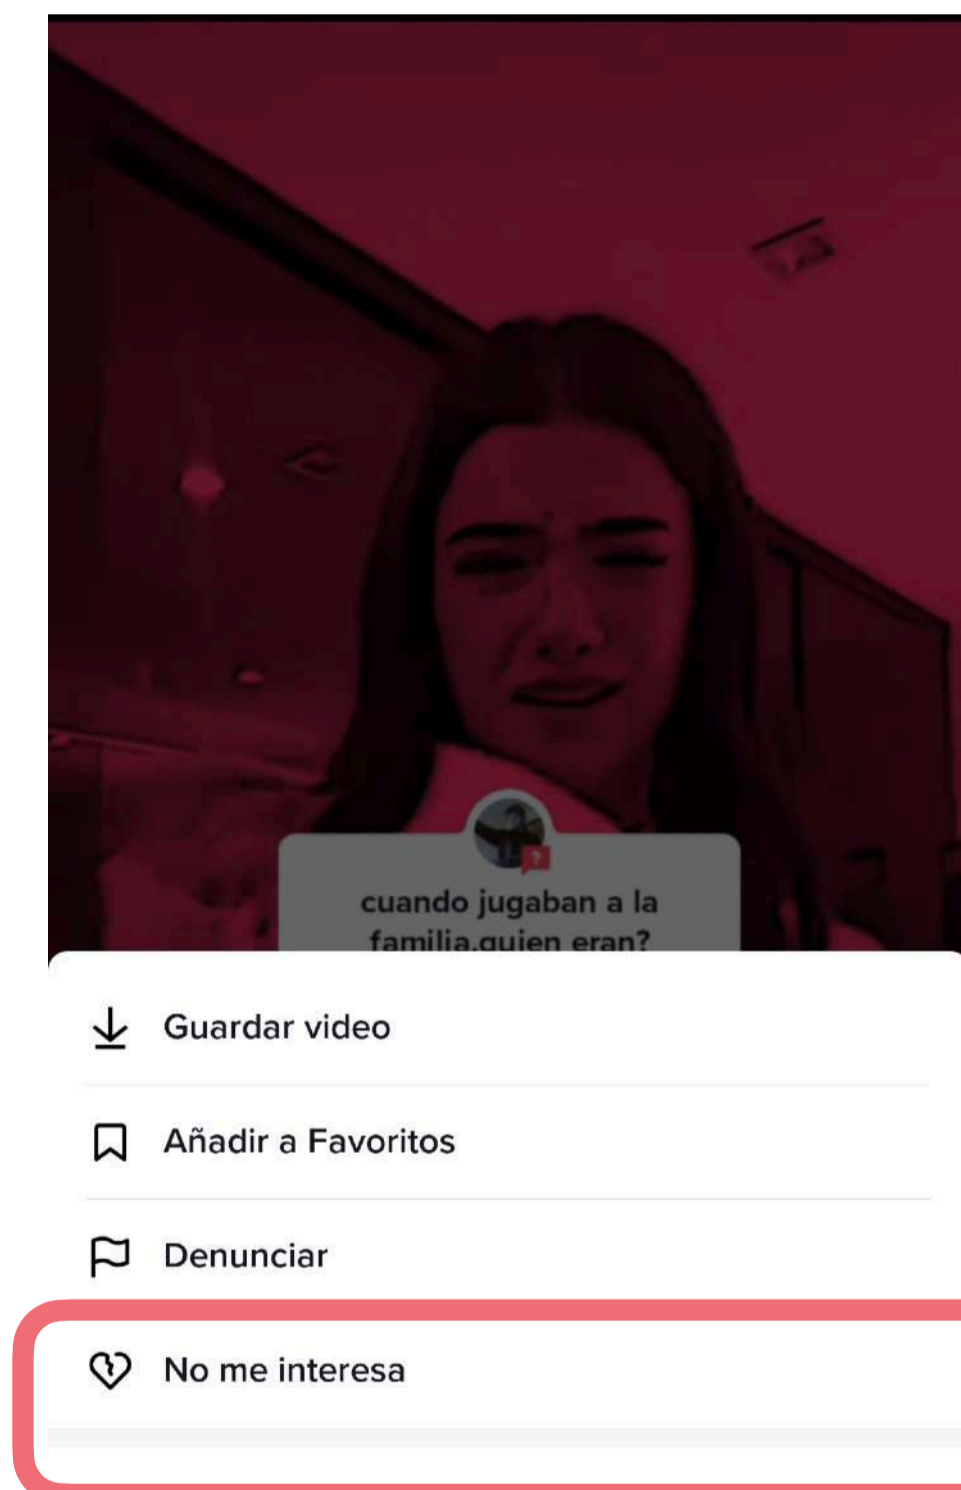 cuando jugaban a la
familia,quien eran?
Guardar video
Añadir a Favoritos
Denunciar
No me interesa